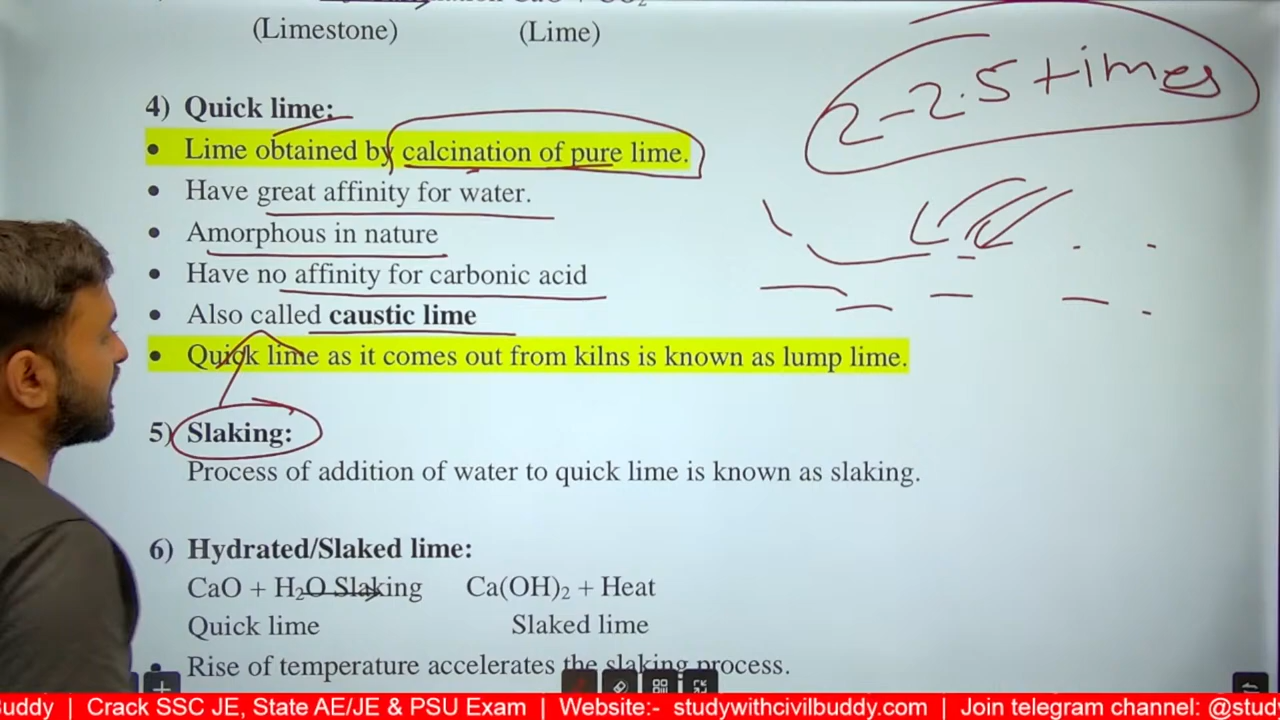 CaO + CO₂
(Limestone) (Lime)
2-2.5 times
4) Quick lime:
• Lime obtained by calcination of pure lime.
• Have great affinity for water.
• Amorphous in nature
• Have no affinity for carbonic acid
• Also called caustic lime
• Quick lime as it comes out from kilns is known as lump lime.
5) Slaking:
Process of addition of water to quick lime is known as slaking.
6) Hydrated/Slaked lime:
CaO + H₂O Slaking Ca(OH)₂ + Heat
Quick lime Slaked lime
• Rise of temperature accelerates the slaking process.
Buddy | Crack SSC JE, State AE/JE & PSU Exam | Website:- studywithcivilbuddy.com | Join telegram channel: @stud